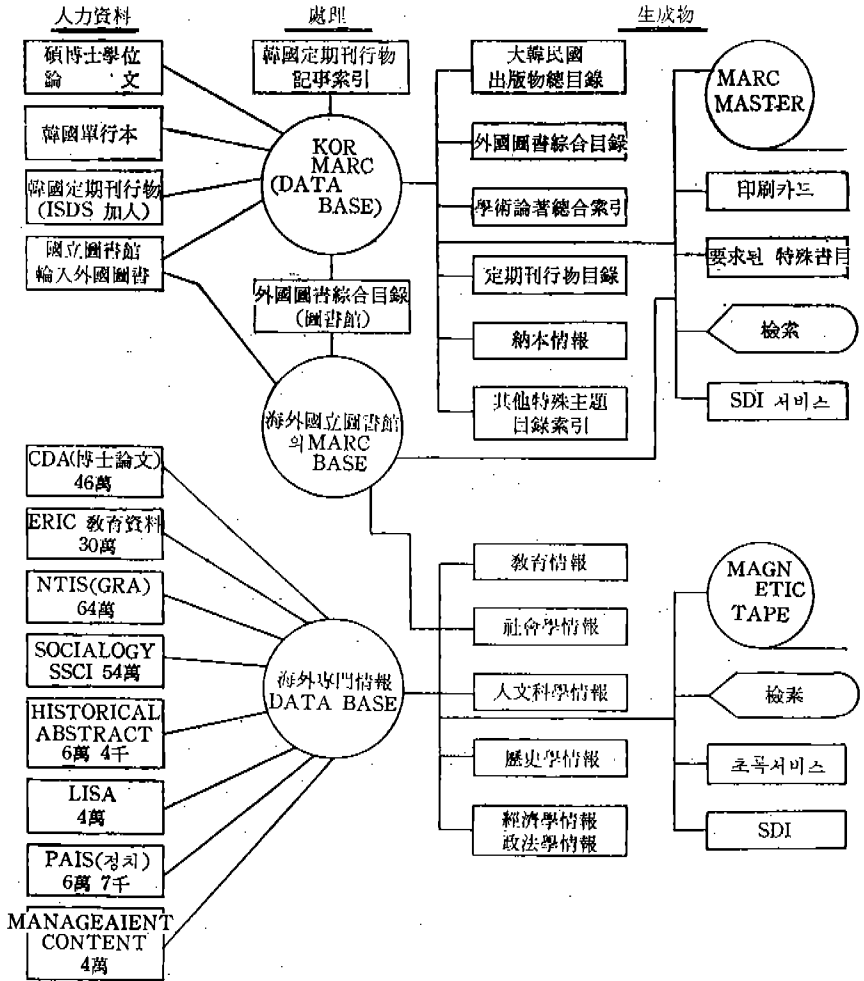 人力資料
處理
生成物
碩博士學位
論 文
韓國單行本
韓國定期刊行物
(ISDS 加人)
國立圖書館
輪入外國圖書
韓國定期刊行物
記事索引
KOR
MARC
(DATA
BASE)
外國圖書綜合目錄
(圖書館)
海外國立圖書館
의 MARC
BASE
大韓民國
出版物總目錄
外國圖書綜合目錄
學術論著總合索引
定期刊行物目錄
納本情報
其他特殊主題
目錄索引
MARC
MASTER
印刷카드
要求된 特殊書目
檢索
SDI 서비스
CDA(博士論文)
46萬
ERIC 敎育資料
30萬
NTIS(GRA)
64萬
SOCIALOGY
SSCI 54萬
HISTORICAL
ABSTRACT
6萬 4千
LISA
4萬
PAIS(정치)
6萬 7千
MANAGEAIENT
CONTENT
4萬
海外專門情報
DATA BASE
敎育情報
社會學情報
人文科學情報
歷史學情報
經濟學情報
政法學情報
MAGN
ETIC
TAPE
檢素
초록서비스
SDI